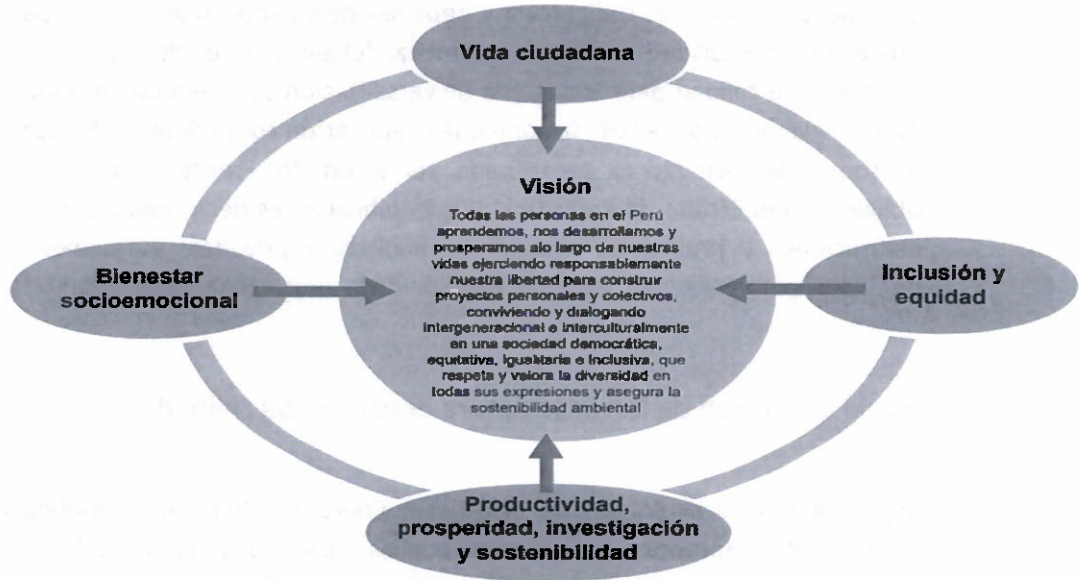 Vida ciudadana
Visión
Todas las personas en el Perú
aprendemos, nos desarrollamos y
prosperamos alo largo de nuestras
vidas ejerciendo responsablemente
nuestra libertad para construir
proyectos personales y colectivos,
conviviendo y dialogando
intergeneracional e interculturalmente
en una sociedad democrática,
equitativa, igualitaria e inclusiva, que
respeta y valora la diversidad en
todas sus expresiones y asegura la
sostenibilidad ambiental
Bienestar
socioemocional
Inclusión y
equidad
Productividad,
prosperidad, investigación
y sostenibilidad